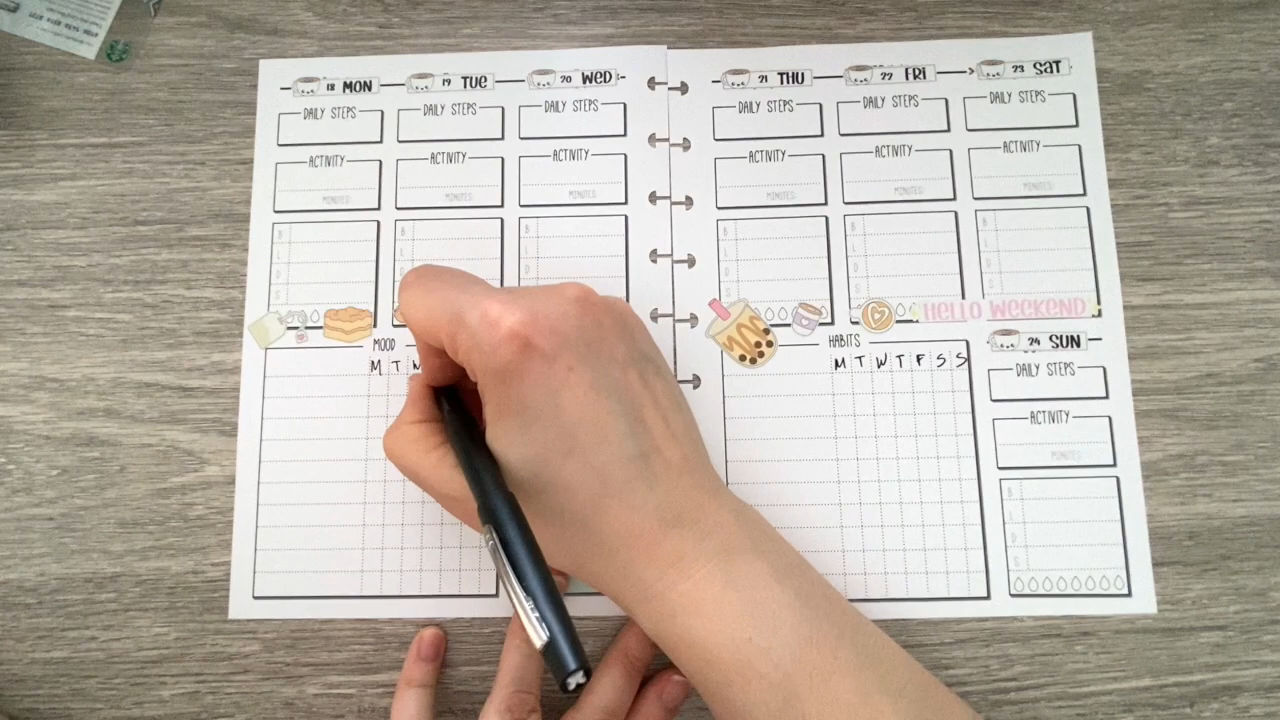 18 MON 19 TUE 20 WED 21 THU 22 FRI 23 SAT
DAILY STEPS DAILY STEPS DAILY STEPS DAILY STEPS DAILY STEPS DAILY STEPS
ACTIVITY ACTIVITY ACTIVITY ACTIVITY ACTIVITY ACTIVITY
MINUTES: MINUTES: MINUTES: MINUTES: MINUTES: MINUTES:
B B B B B B
L L L L L L
D D D D D
S S S S
HELLO WEEKEND
MOOD HABITS 24 SUN
M T M T W T F S S
DAILY STEPS
ACTIVITY
MINUTES:
B
L
D
S